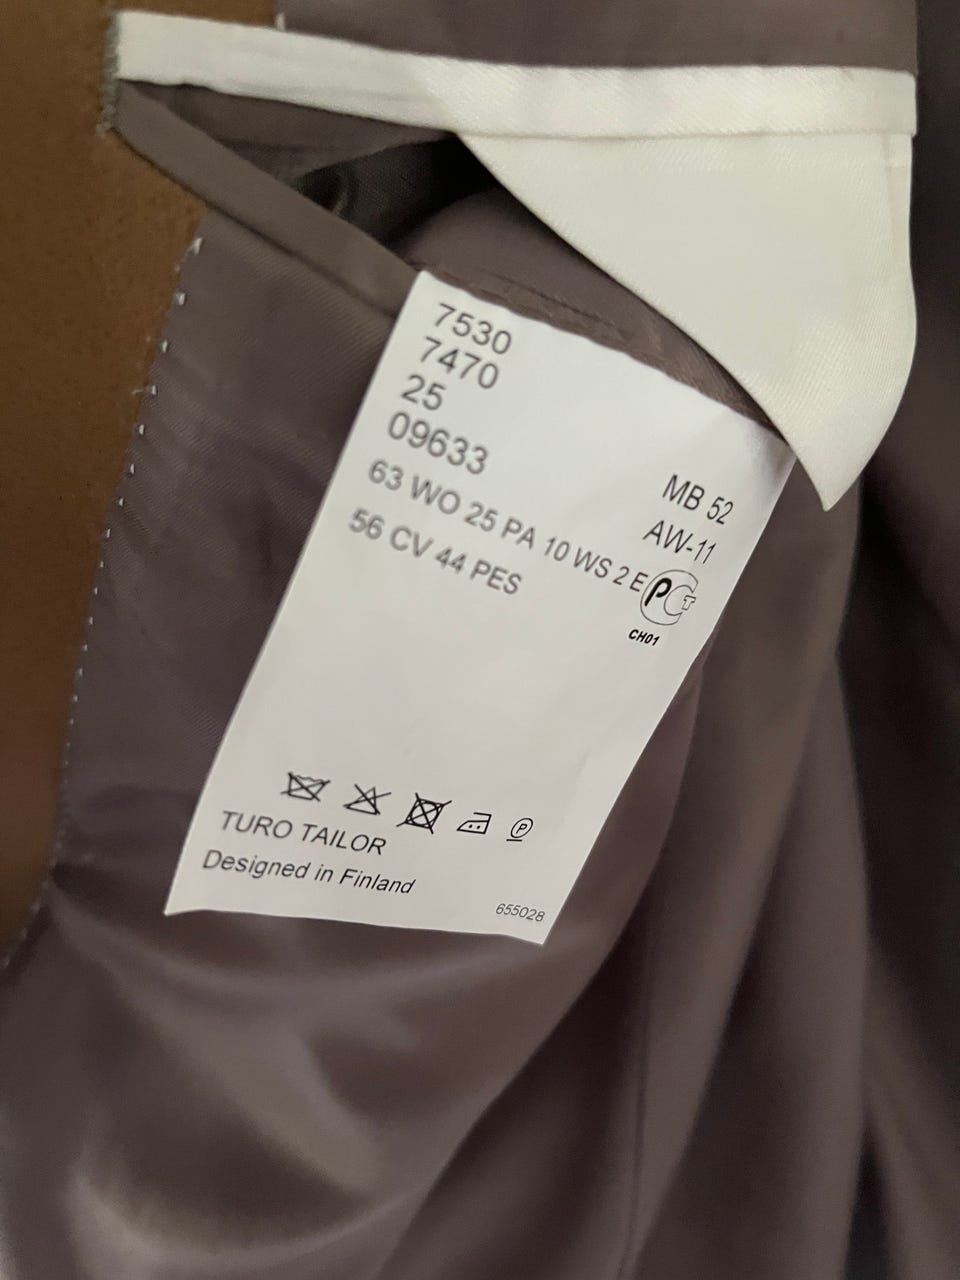 7530
7470
25
09633
MB 52
AW-11
63 WO 25 PA 10 WS 2 E
56 CV 44 PES
РСТ
CH01
P
TURO TAILOR
Designed in Finland
655028